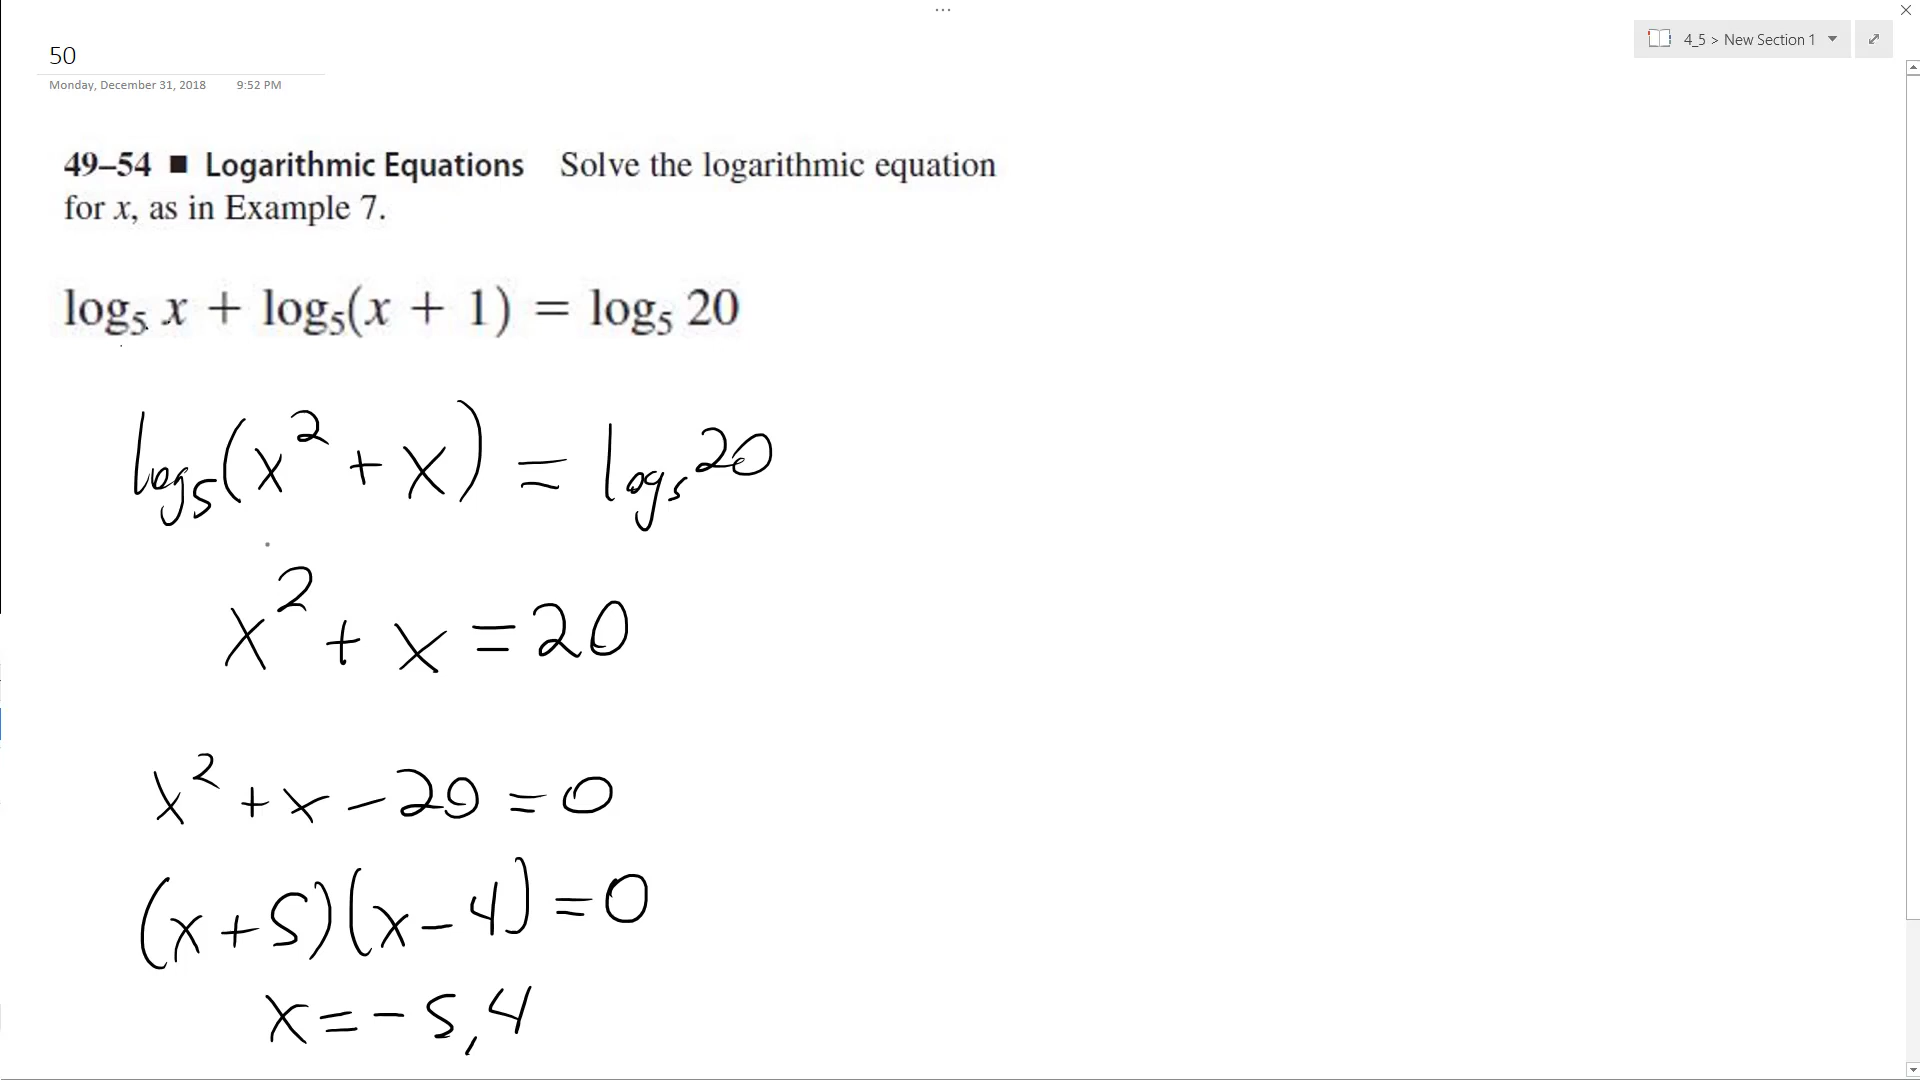 ...
4_5 > New Section 1
50
Monday, December 31, 2018 9:52 PM
49–54 ■ Logarithmic Equations Solve the logarithmic equation
for x, as in Example 7.
log₅ x + log₅(x + 1) = log₅ 20
log₅(x² + x) = log₅ 20
x² + x = 20
x² + x − 20 = 0
(x+5)(x−4) = 0
x = −5, 4